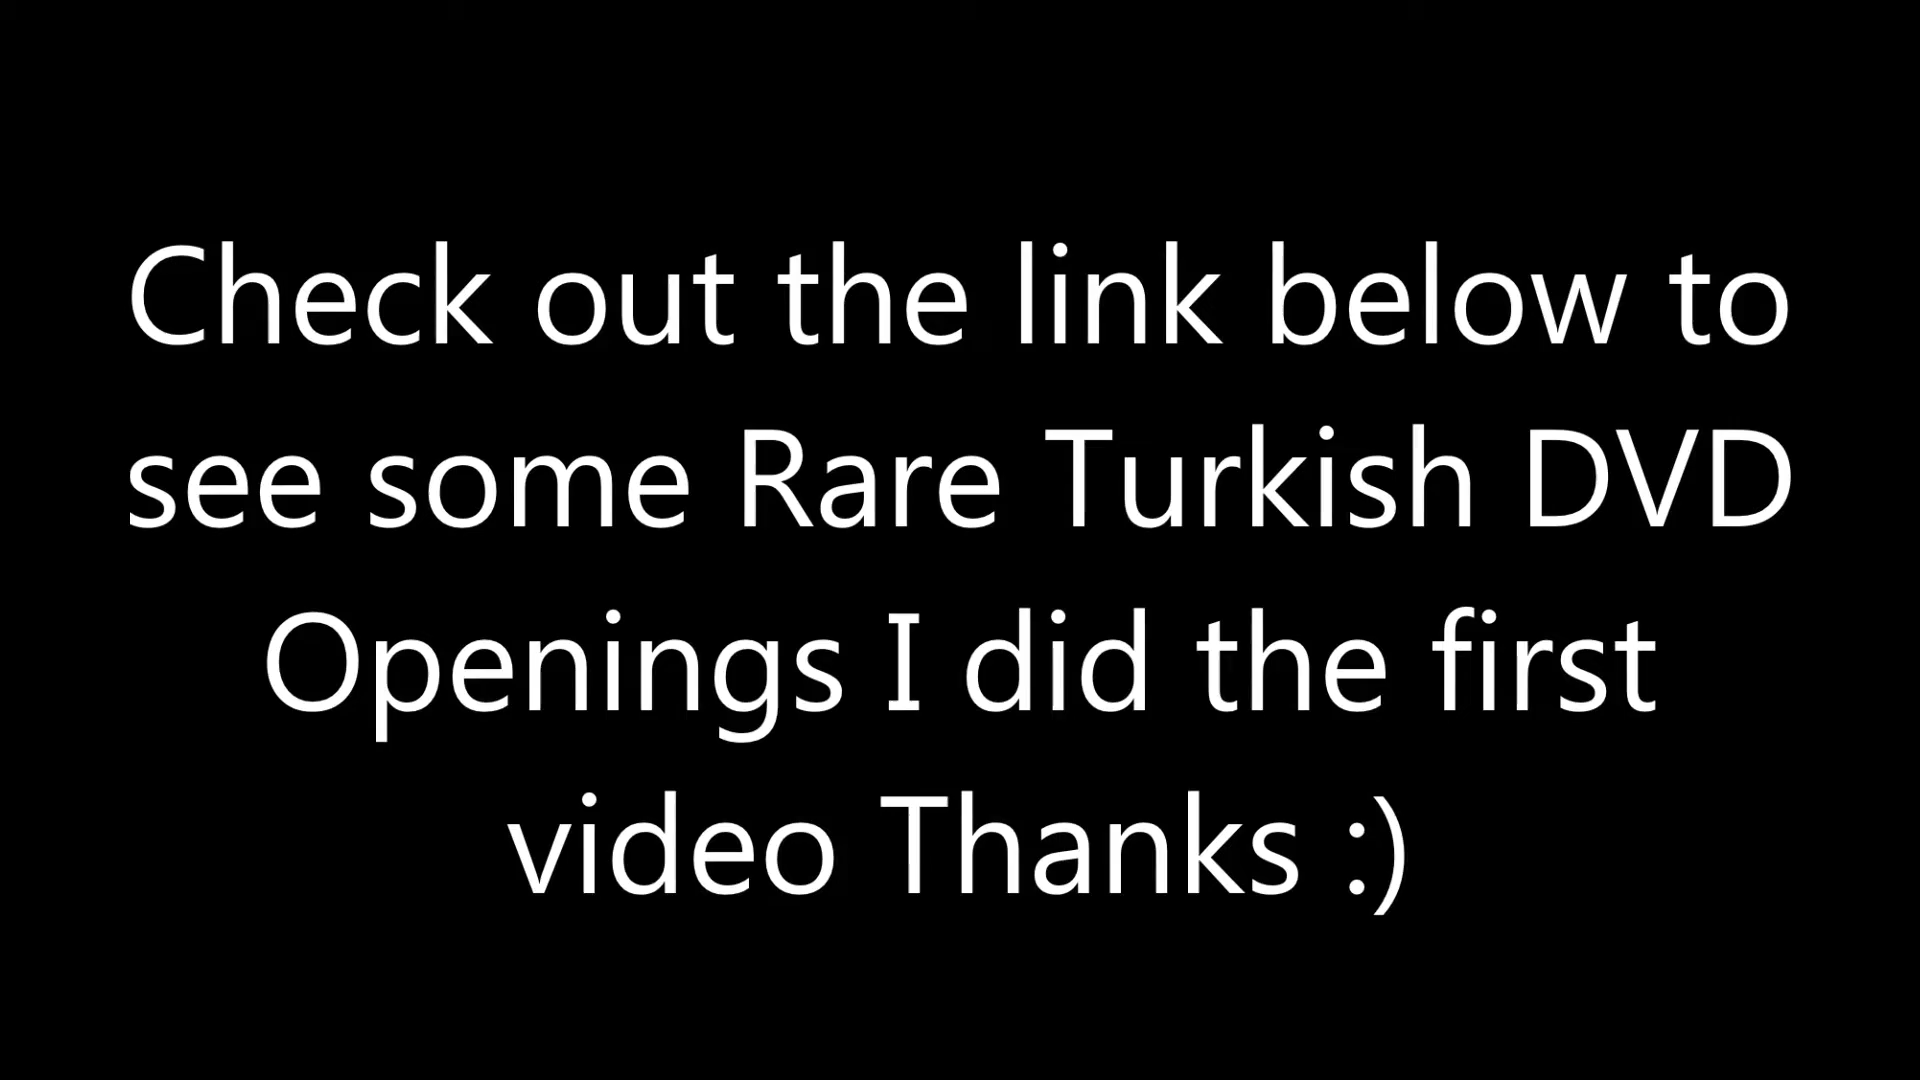 Check out the link below to
see some Rare Turkish DVD
Openings I did the first
video Thanks :)